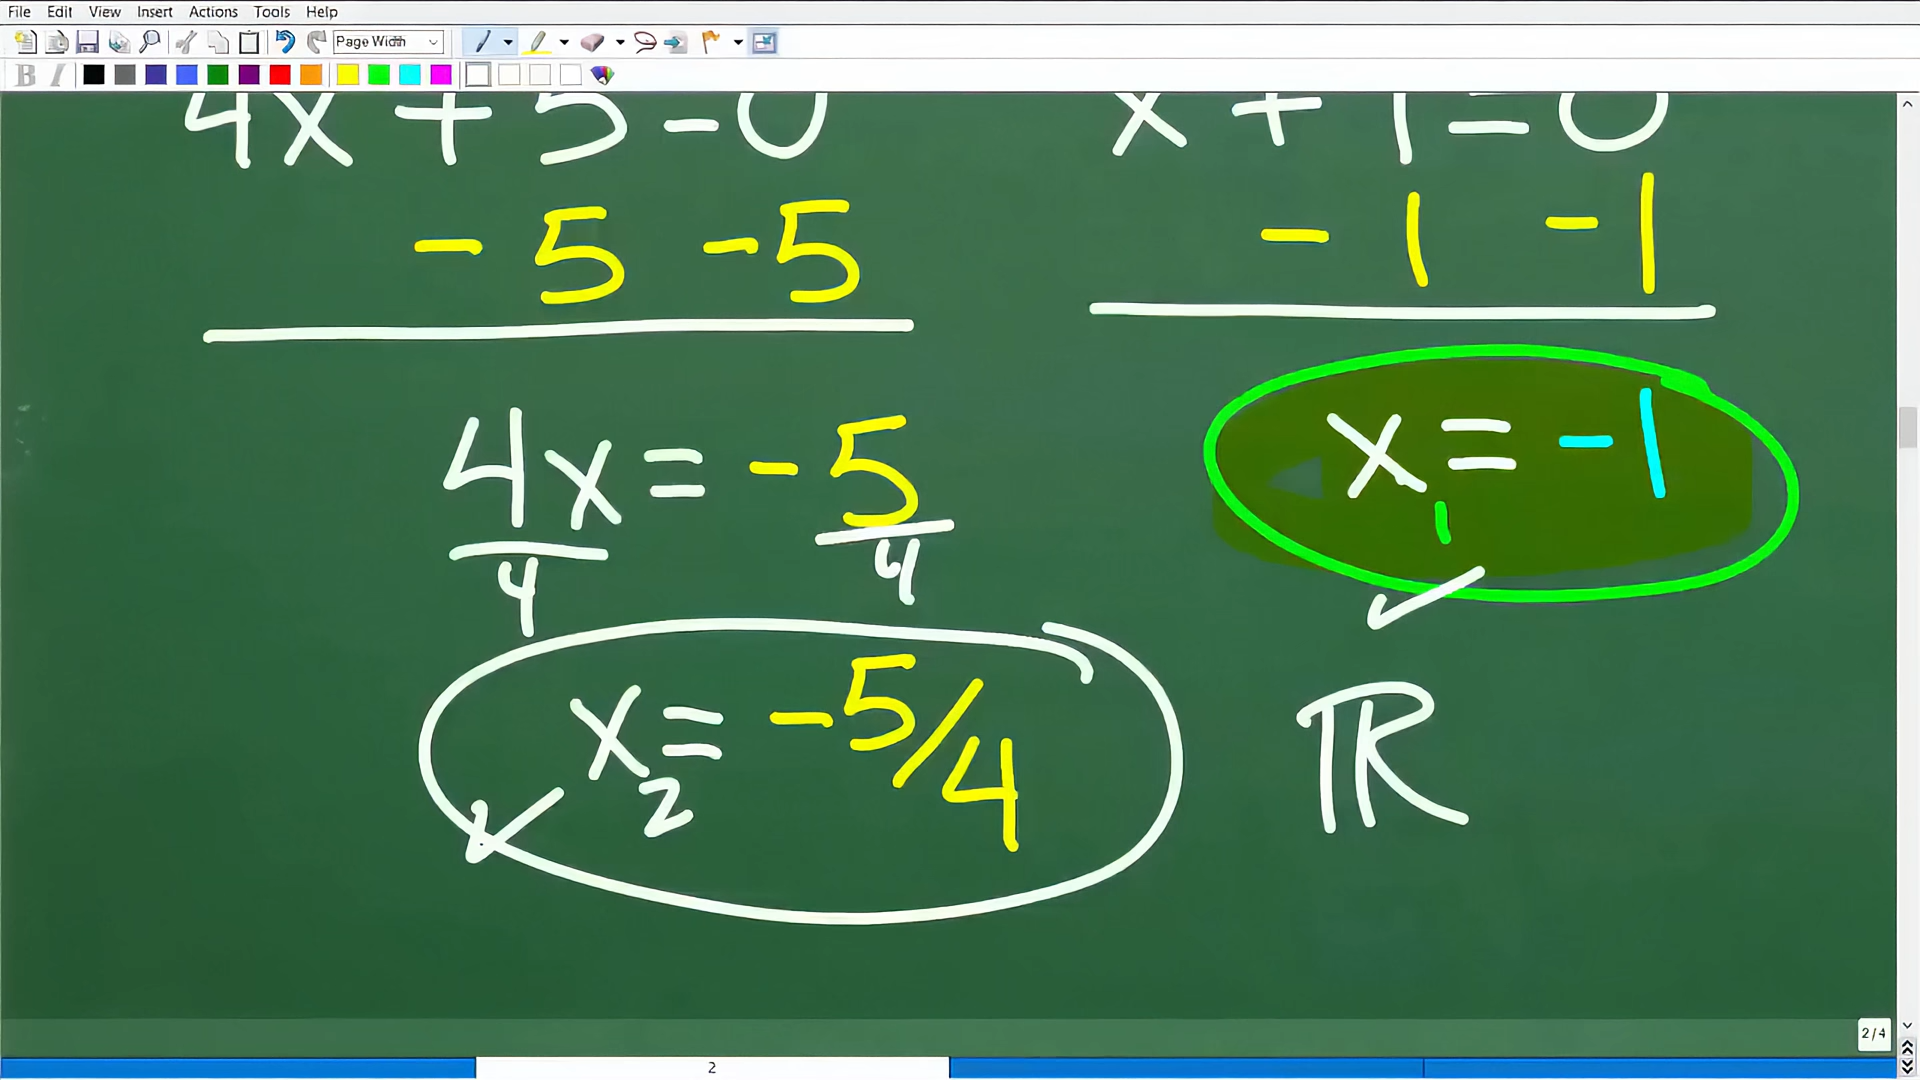 File Edit View Insert Actions Tools Help
Page Width
B I
4x + 5 = 0
- 5 - 5
4x = -5
4 4
x₂ = -5/4
x + 1 = 0
- 1 - 1
x₁ = -1
ℝ
2/4
2